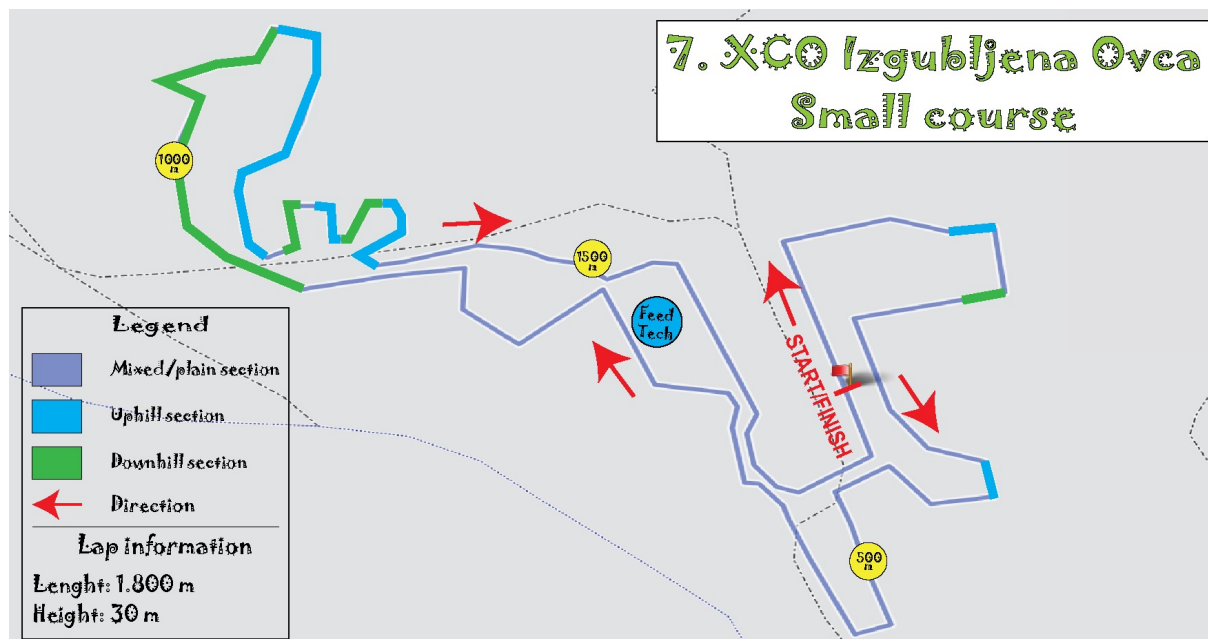 7. XCO Izgubljena Ovca
Small course
1000
m
1500
m
Feed
Tech
START/FINISH
500
m
Legend
Mixed/plain section
Uphill section
Downhill section
Direction
Lap information
Lenght: 1.800 m
Height: 30 m